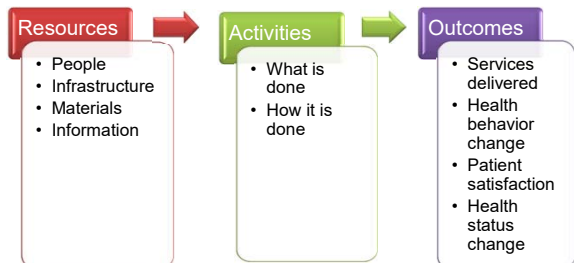 Resources
• People
• Infrastructure
• Materials
• Information
Activities
• What is
done
• How it is
done
Outcomes
• Services
delivered
• Health
behavior
change
• Patient
satisfaction
• Health
status
change